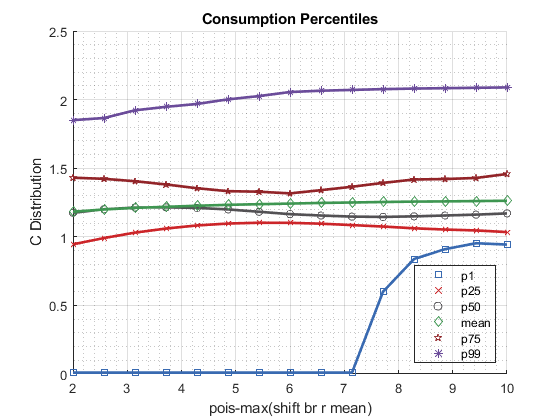 Consumption Percentiles
2.5
2
1.5
1
0.5
0
C Distribution
2 3 4 5 6 7 8 9 10
pois-max(shift br r mean)
p1
p25
p50
mean
p75
p99